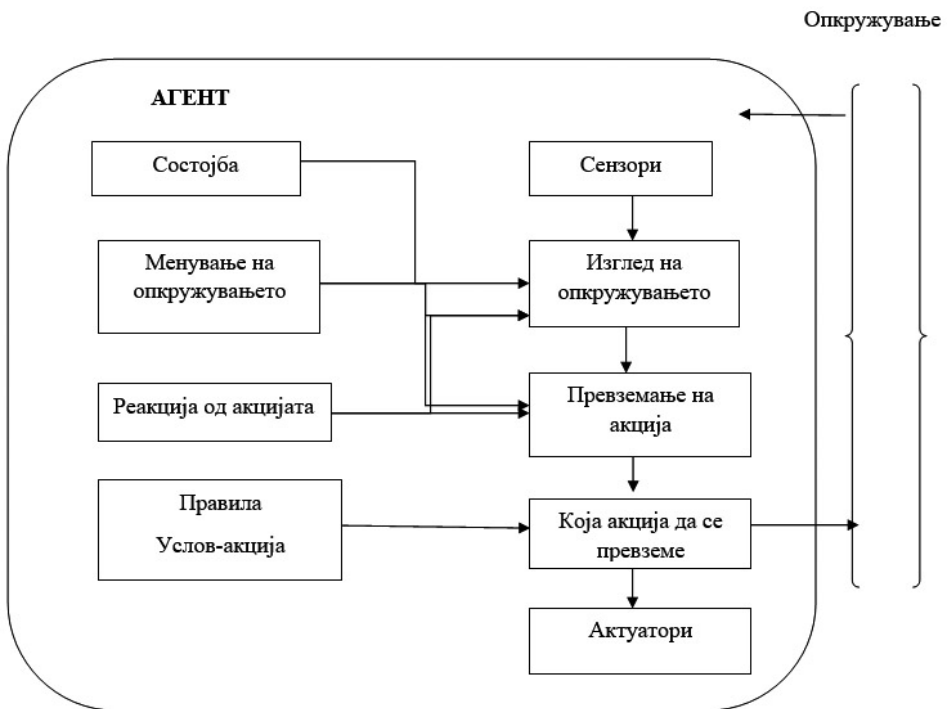 Опкружување
АГЕНТ
Состојба
Сензори
Менување на
опкружувањето
Изглед на
опкружувањето
Реакција од акцијата
Превземање на
акција
Правила
Услов-акција
Која акција да се
превземе
Актуатори